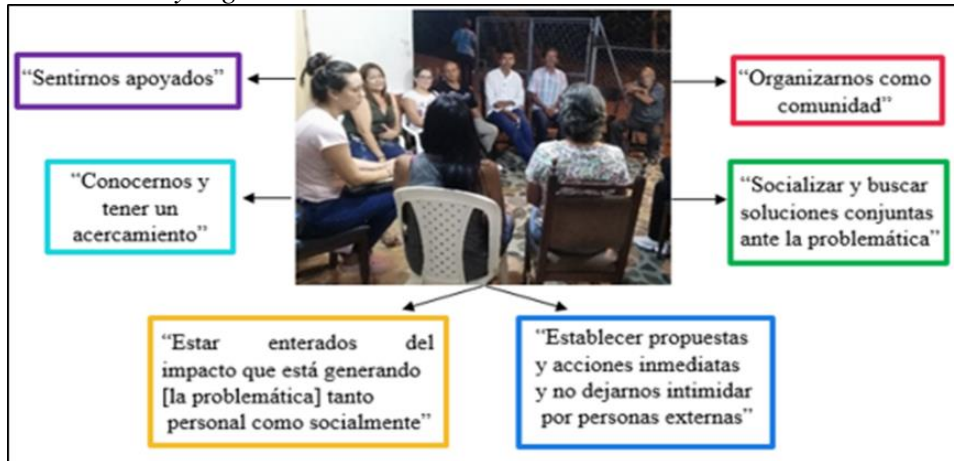 “Sentirnos apoyados”
“Organizarnos como
comunidad”
“Conocernos y
tener un
acercamiento”
“Socializar y buscar
soluciones conjuntas
ante la problemática”
“Estar enterados del
impacto que está generando
[la problemática] tanto
personal como socialmente”
“Establecer propuestas
y acciones inmediatas
y no dejarnos intimidar
por personas externas”